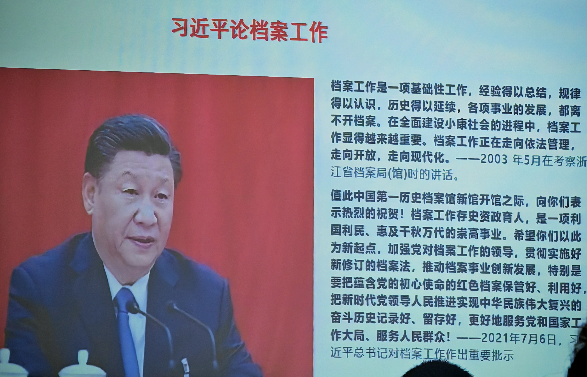 习近平论档案工作
档案工作是一项基础性工作，经验得以总结，规律
得以认识，历史得以延续，各项事业的发展，都离
不开档案。在全面建设小康社会的进程中，档案工
作显得越来越重要。档案工作正在走向依法管理，
走向开放，走向现代化。——2003 年5月在考察浙
江省档案局(馆)时的讲话。
值此中国第一历史档案馆新馆开馆之际，向你们表
示热烈的祝贺！档案工作存史资政育人，是一项利
国利民、惠及千秋万代的崇高事业。希望你们以此
为新起点，加强党对档案工作的领导，贯彻实施好
新修订的档案法，推动档案事业创新发展，特别是
要把蕴含党的初心使命的红色档案保管好、利用好，
把新时代党领导人民推进实现中华民族伟大复兴的
奋斗历史记录好、留存好，更好地服务党和国家工
作大局、服务人民群众！——2021年7月6日，习
近平总书记对档案工作作出重要批示